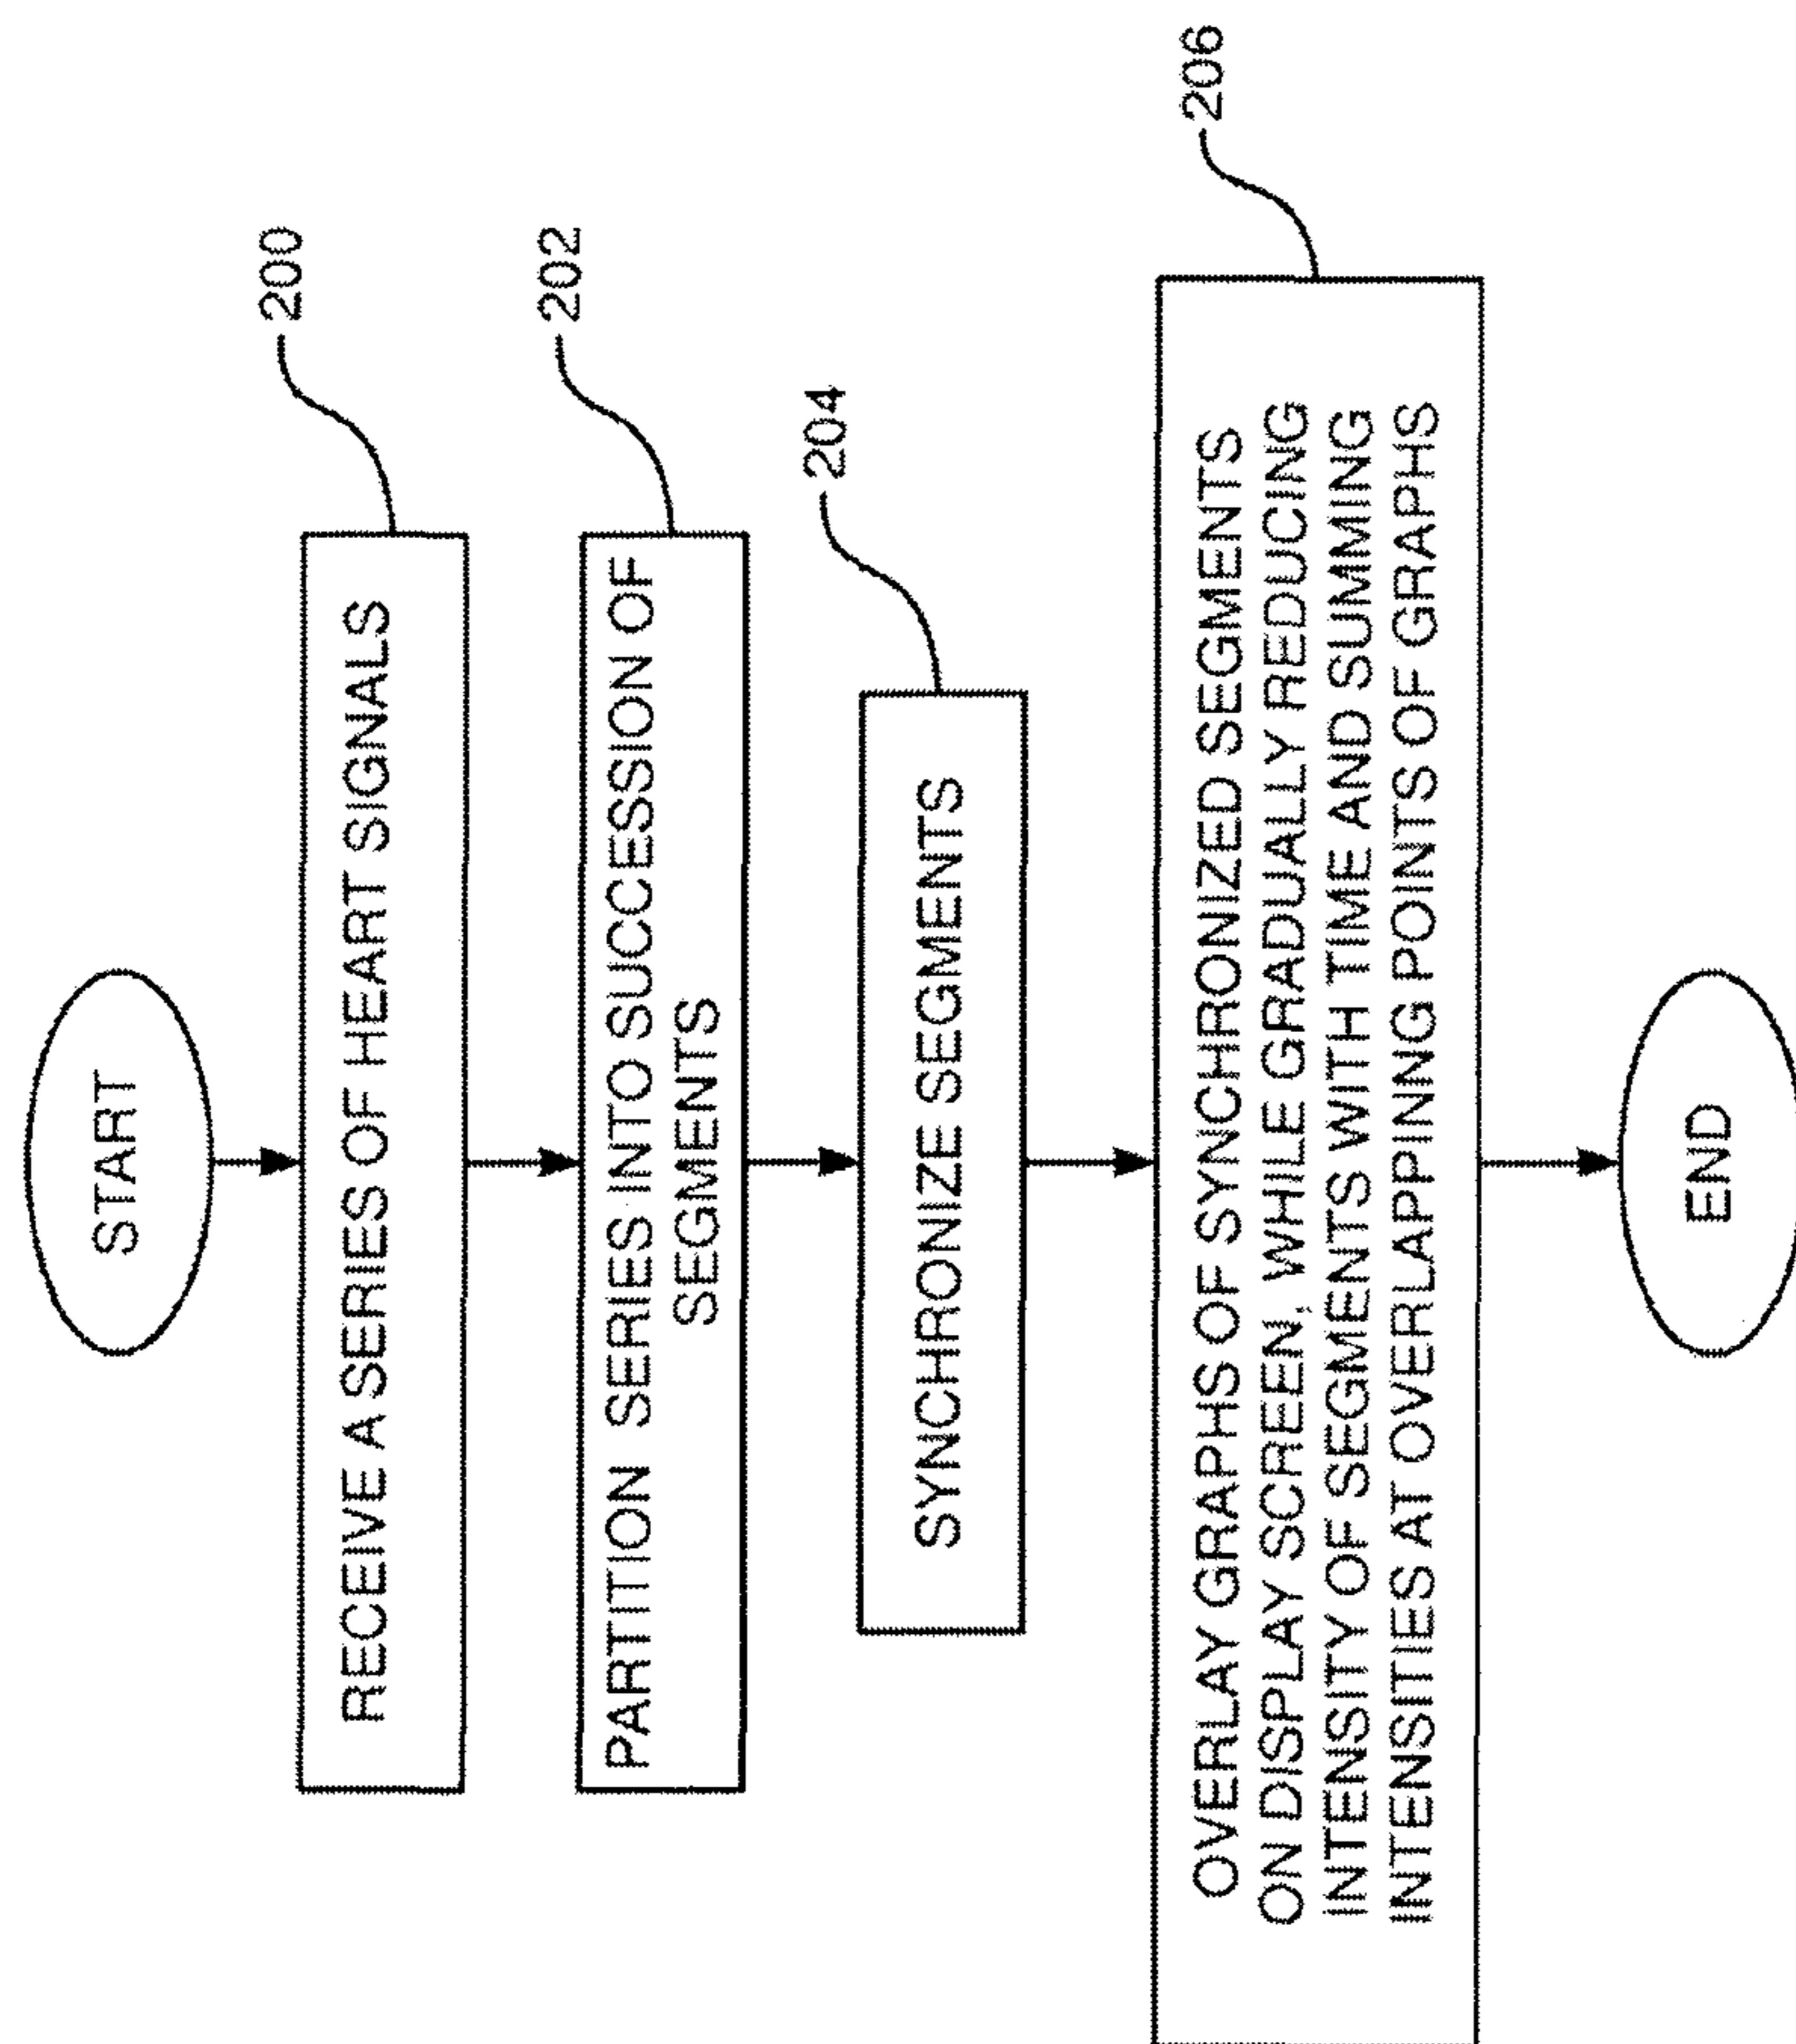 START
RECEIVE A SERIES OF HEART SIGNALS
200
PARTITION SERIES INTO SUCCESSION OF
SEGMENTS
202
SYNCHRONIZE SEGMENTS
204
OVERLAY GRAPHS OF SYNCHRONIZED SEGMENTS
ON DISPLAY SCREEN, WHILE GRADUALLY REDUCING
INTENSITY OF SEGMENTS WITH TIME AND SUMMING
INTENSITIES AT OVERLAPPING POINTS OF GRAPHS
206
END